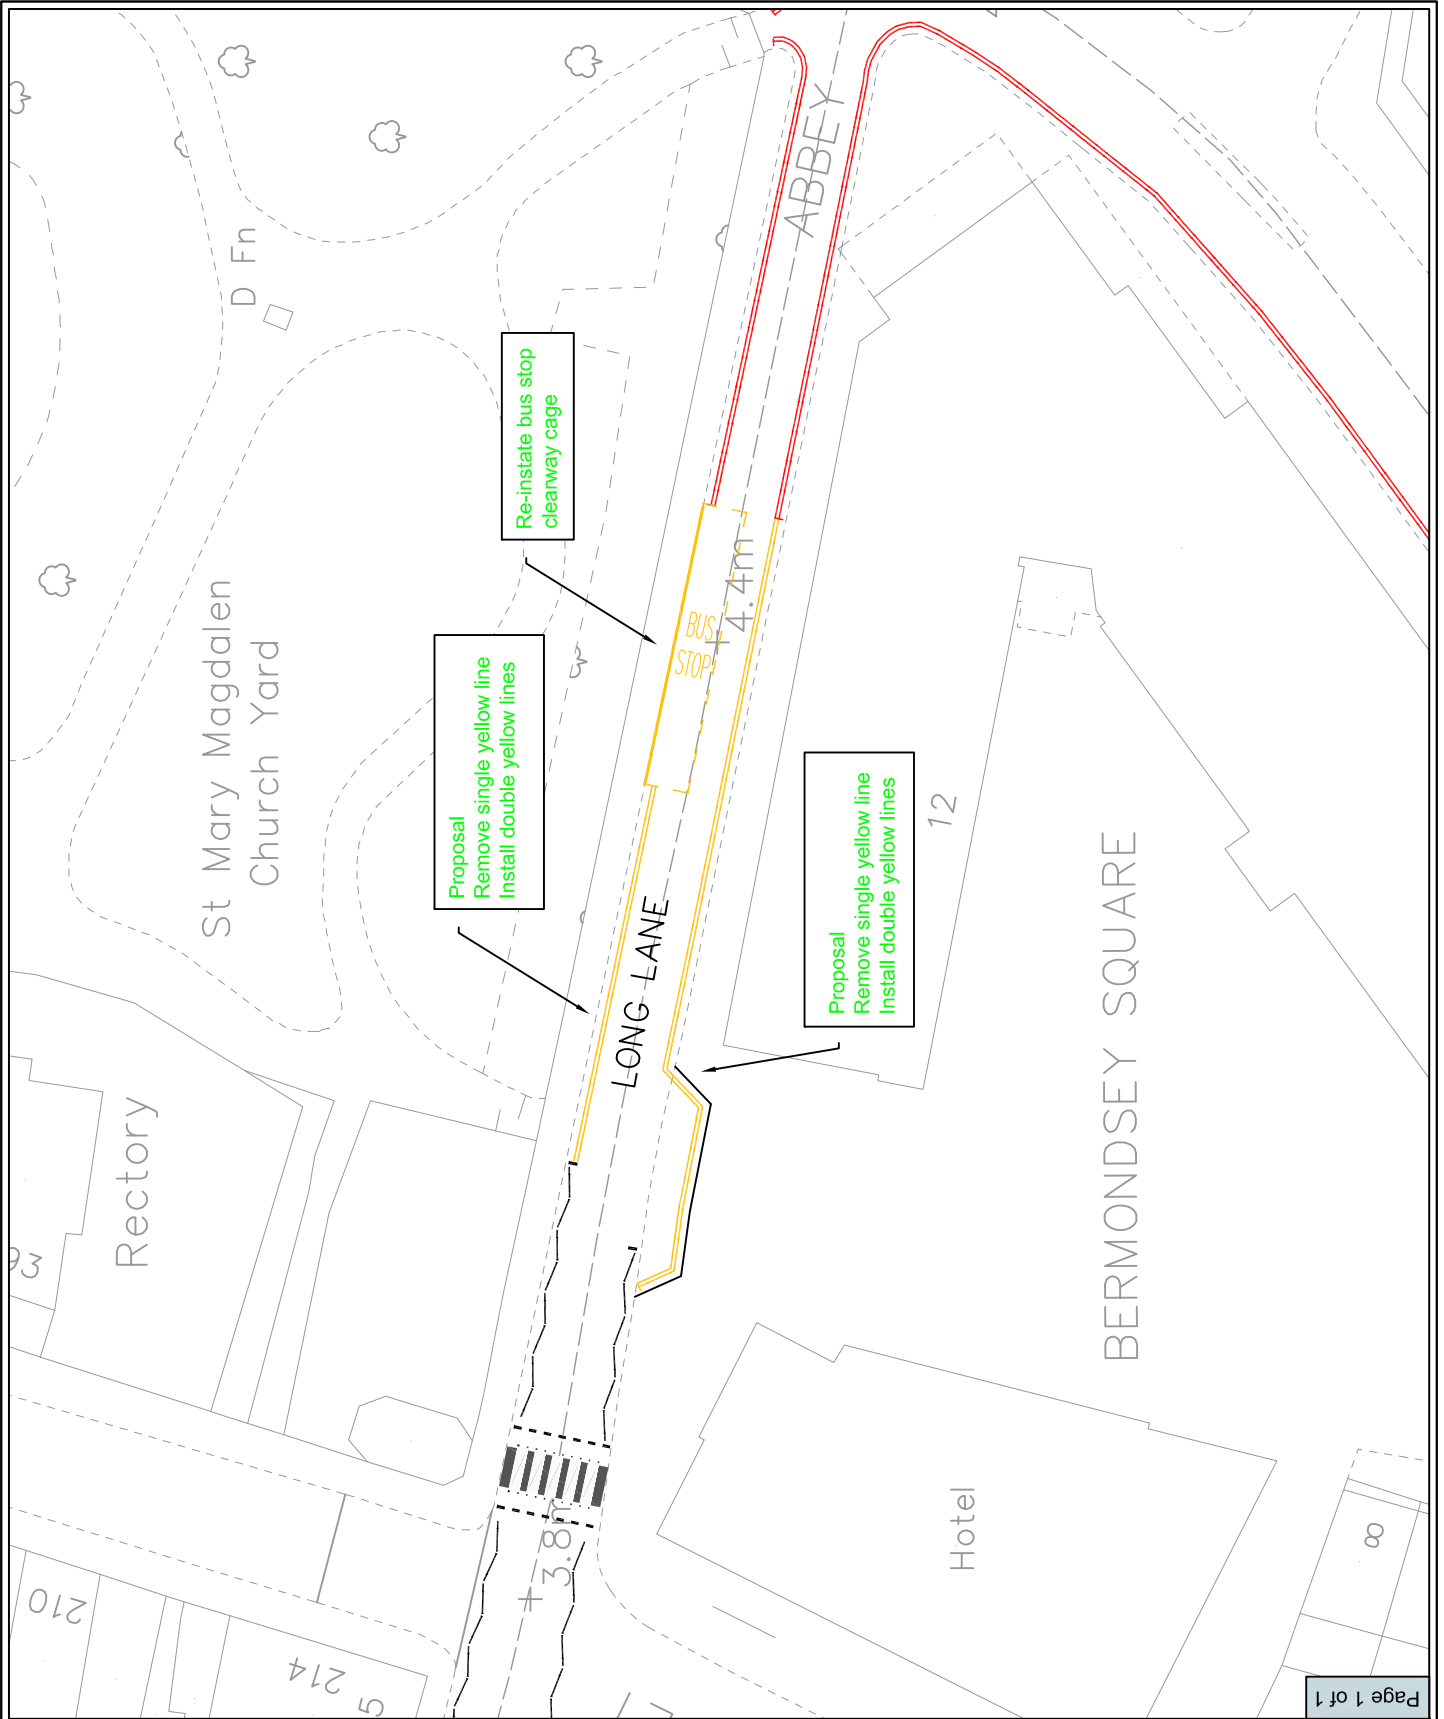 D Fn
ABBEY
St Mary Magdalen
Church Yard
Re-instate bus stop
clearway cage
Proposal
Remove single yellow line
Install double yellow lines
BUS
STOP
4.4m
LONG LANE
Proposal
Remove single yellow line
Install double yellow lines
12
BERMONDSEY SQUARE
Rectory
3.8m
Hotel
8
210
214
5
Page 1 of 1